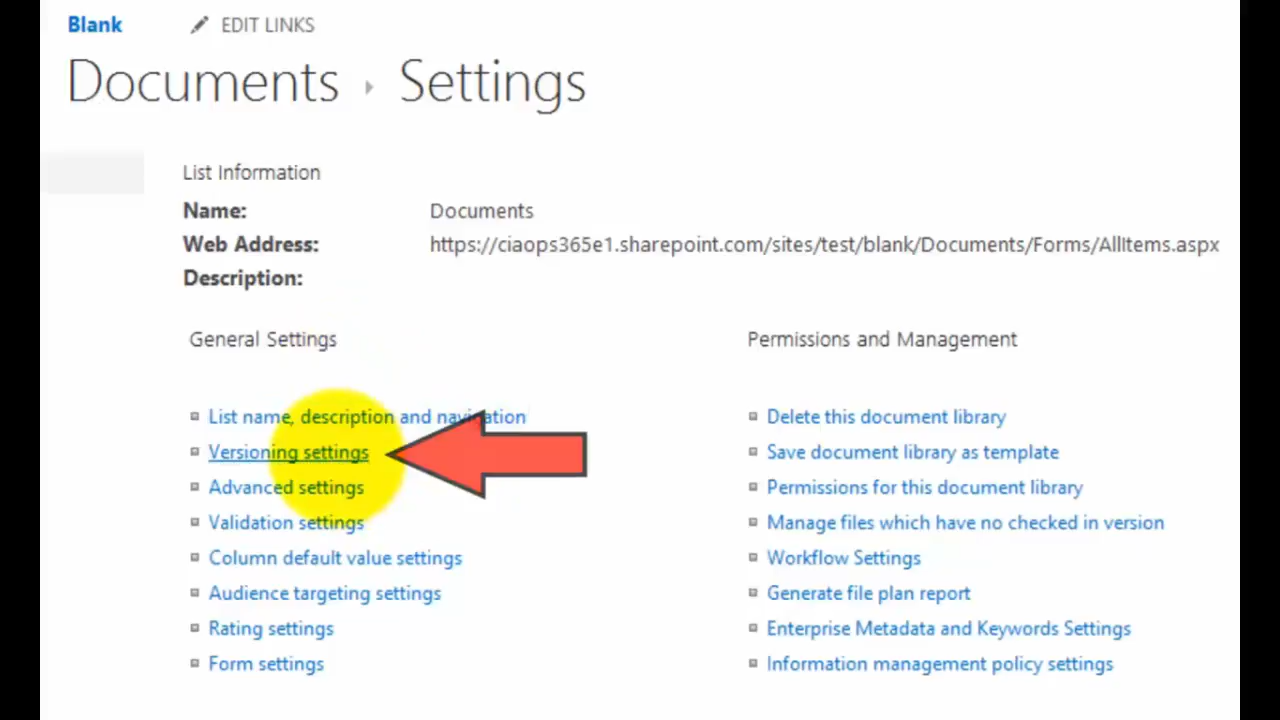 Blank EDIT LINKS
Documents Settings
List Information
Name: Documents
Web Address: https://ciaops365e1.sharepoint.com/sites/test/blank/Documents/Forms/AllItems.aspx
Description:
General Settings Permissions and Management
List name, description and navigation Delete this document library
Versioning settings Save document library as template
Advanced settings Permissions for this document library
Validation settings Manage files which have no checked in version
Column default value settings Workflow Settings
Audience targeting settings Generate file plan report
Rating settings Enterprise Metadata and Keywords Settings
Form settings Information management policy settings